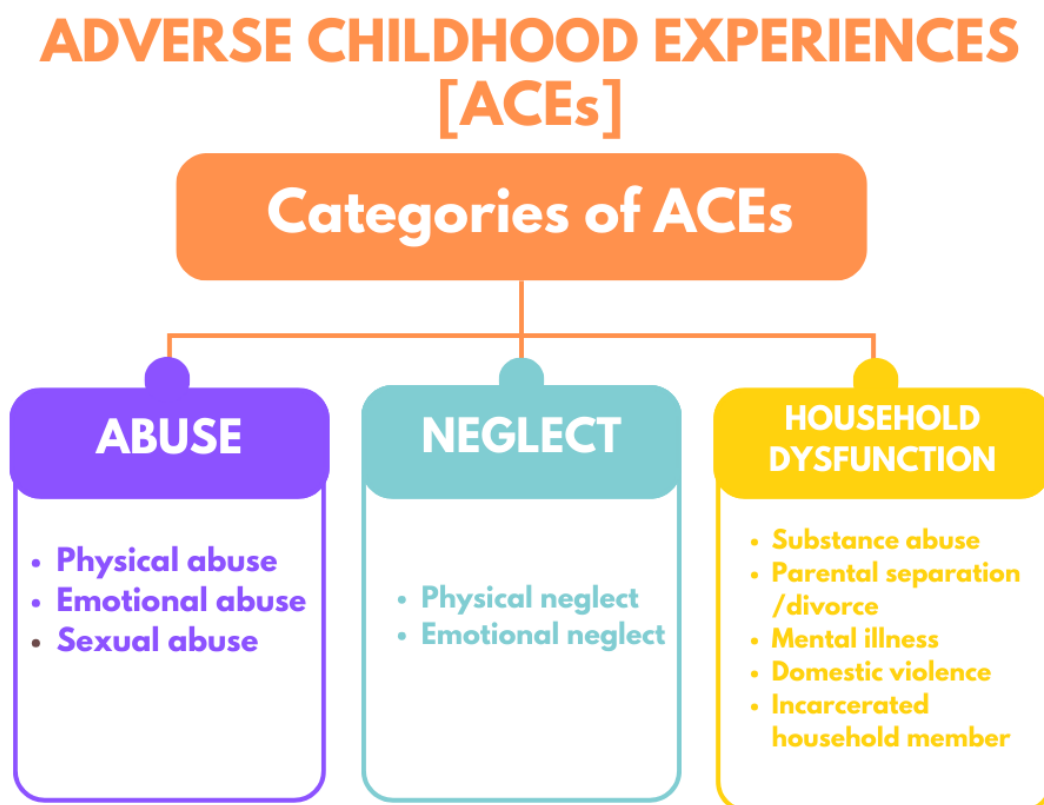 ADVERSE CHILDHOOD EXPERIENCES
[ACEs]
Categories of ACEs
ABUSE
• Physical abuse
• Emotional abuse
• Sexual abuse
NEGLECT
• Physical neglect
• Emotional neglect
HOUSEHOLD
DYSFUNCTION
• Substance abuse
• Parental separation
/divorce
• Mental illness
• Domestic violence
• Incarcerated
household member